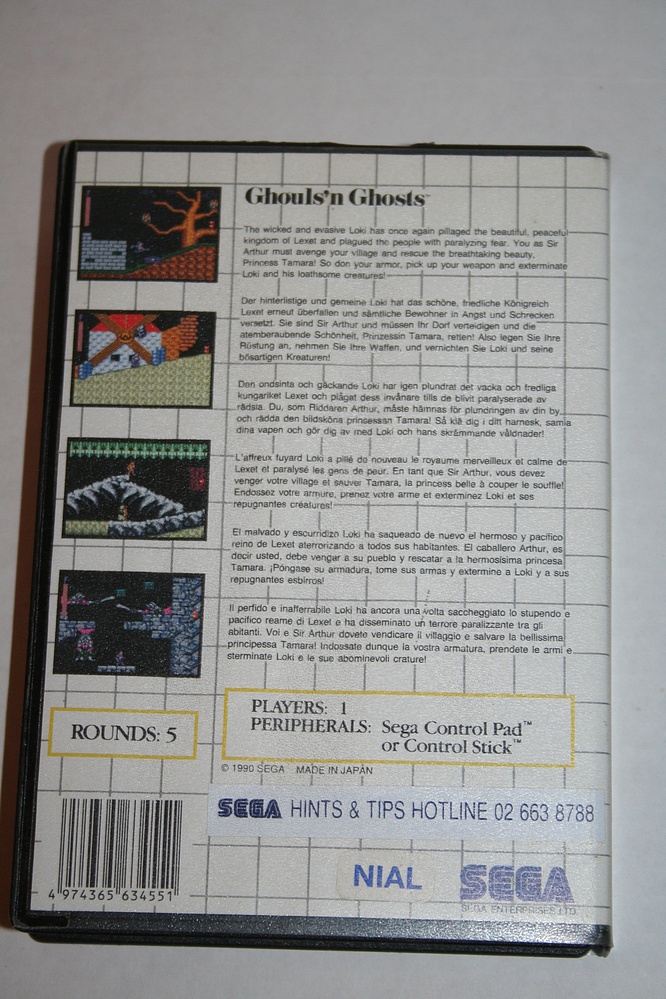 Ghouls'n Ghosts™
The wicked and evasive Loki has once again pillaged the beautiful, peaceful
kingdom of Lexet and plagued the people with paralyzing fear. You as Sir
Arthur must avenge your village and rescue the breathtaking beauty,
Princess Tamara! So don your armor, pick up your weapon and exterminate
Loki and his loathsome creatures!
Der hinterlistige und gemeine Loki hat das schöne, friedliche Königreich
Lexet erneut überfallen und sämtliche Bewohner in Angst und Schrecken
versetzt. Sie sind Sir Arthur und müssen Ihr Dorf verteidigen und die
atemberaubende Schönheit, Prinzessin Tamara, retten! Also legen Sie Ihre
Rüstung an, nehmen Sie Ihre Waffen, und vernichten Sie Loki und seine
bösartigen Kreaturen!
Den ondsinta och gäckande Loki har igen plundrat det vacka och fredliga
kungariket Lexet och plågat dess invånare tills de blivit paralyserade av
rädsla. Du, som Riddaren Arthur, måste hämnas för plundringen av din by
och rädda den bildsköna princessan Tamara! Så klä dig i ditt harnesk, samla
dina vapen och gör dig av med Loki och hans skrämmande våldnader!
L'affreux fuyard Loki a pillé de nouveau le royaume merveilleux et calme de
Lexet et paralysé les gens de peur. En tant que Sir Arthur, vous devez
venger votre village et sauver Tamara, la princess belle à couper le souffle!
Endossez votre armure, prenez votre arme et exterminez Loki et ses
repugnantes créatures!
El malvado y escurridizo Loki ha saqueado de nuevo el hermoso y pacífico
reino de Lexet aterrorizando a todos sus habitantes. El caballero Arthur, es
decir usted, debe vengar a su pueblo y rescatar a la hermosísima princesa
Tamara. ¡Póngase su armadura, tome sus armas y extermine a Loki y a sus
repugnantes esbirros!
Il perfido e inafferrabile Loki ha ancora una volta saccheggiato lo stupendo e
pacifico reame di Lexet e ha disseminato un terrore paralizzante tra gli
abitanti. Voi e Sir Arthur dovete vendicare il villaggio e salvare la bellissima
principessa Tamara! Indossate dunque la vostra armatura, prendete le armi e
sterminate Loki e le sue abominevoli crature!
PLAYERS: 1
PERIPHERALS: Sega Control Pad™
or Control Stick™
ROUNDS: 5
© 1990 SEGA MADE IN JAPAN
SEGA HINTS & TIPS HOTLINE 02 663 8788
4 974365 634551
NIAL
SEGA
SEGA ENTERPRISES LTD.